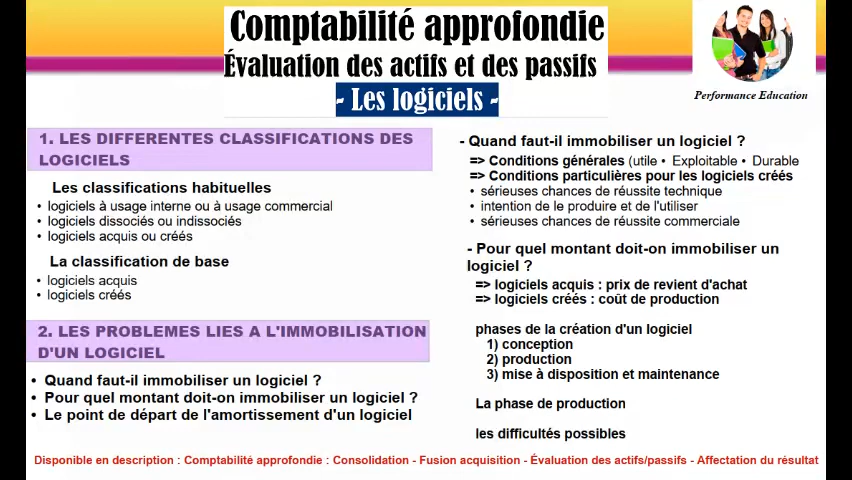 Comptabilité approfondie
Évaluation des actifs et des passifs
- Les logiciels -
Performance Education
1. LES DIFFERENTES CLASSIFICATIONS DES
LOGICIELS
Les classifications habituelles
• logiciels à usage interne ou à usage commercial
• logiciels dissociés ou indissociés
• logiciels acquis ou créés
La classification de base
• logiciels acquis
• logiciels créés
2. LES PROBLEMES LIES A L'IMMOBILISATION
D'UN LOGICIEL
• Quand faut-il immobiliser un logiciel ?
• Pour quel montant doit-on immobiliser un logiciel ?
• Le point de départ de l'amortissement d'un logiciel
- Quand faut-il immobiliser un logiciel ?
=> Conditions générales (utile • Exploitable • Durable
=> Conditions particulières pour les logiciels créés
• sérieuses chances de réussite technique
• intention de le produire et de l'utiliser
• sérieuses chances de réussite commerciale
- Pour quel montant doit-on immobiliser un
logiciel ?
=> logiciels acquis : prix de revient d'achat
=> logiciels créés : coût de production
phases de la création d'un logiciel
1) conception
2) production
3) mise à disposition et maintenance
La phase de production
les difficultés possibles
Disponible en description : Comptabilité approfondie : Consolidation - Fusion acquisition - Évaluation des actifs/passifs - Affectation du résultat